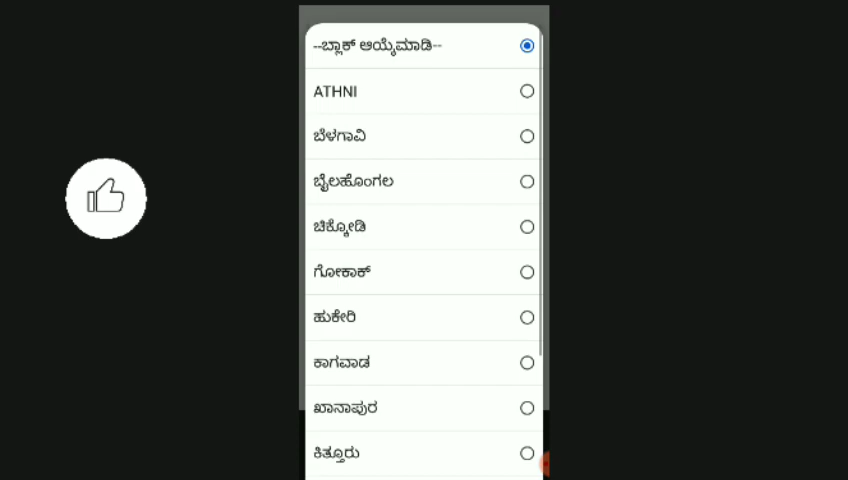 --ಬ್ಲಾಕ್ ಆಯ್ಕೆಮಾಡಿ--
ATHNI
ಬೆಳಗಾವಿ
ಬೈಲಹೊಂಗಲ
ಚಿಕ್ಕೋಡಿ
ಗೋಕಾಕ್
ಹುಕೇರಿ
ಕಾಗವಾಡ
ಖಾನಾಪುರ
ಕಿತ್ತೂರು